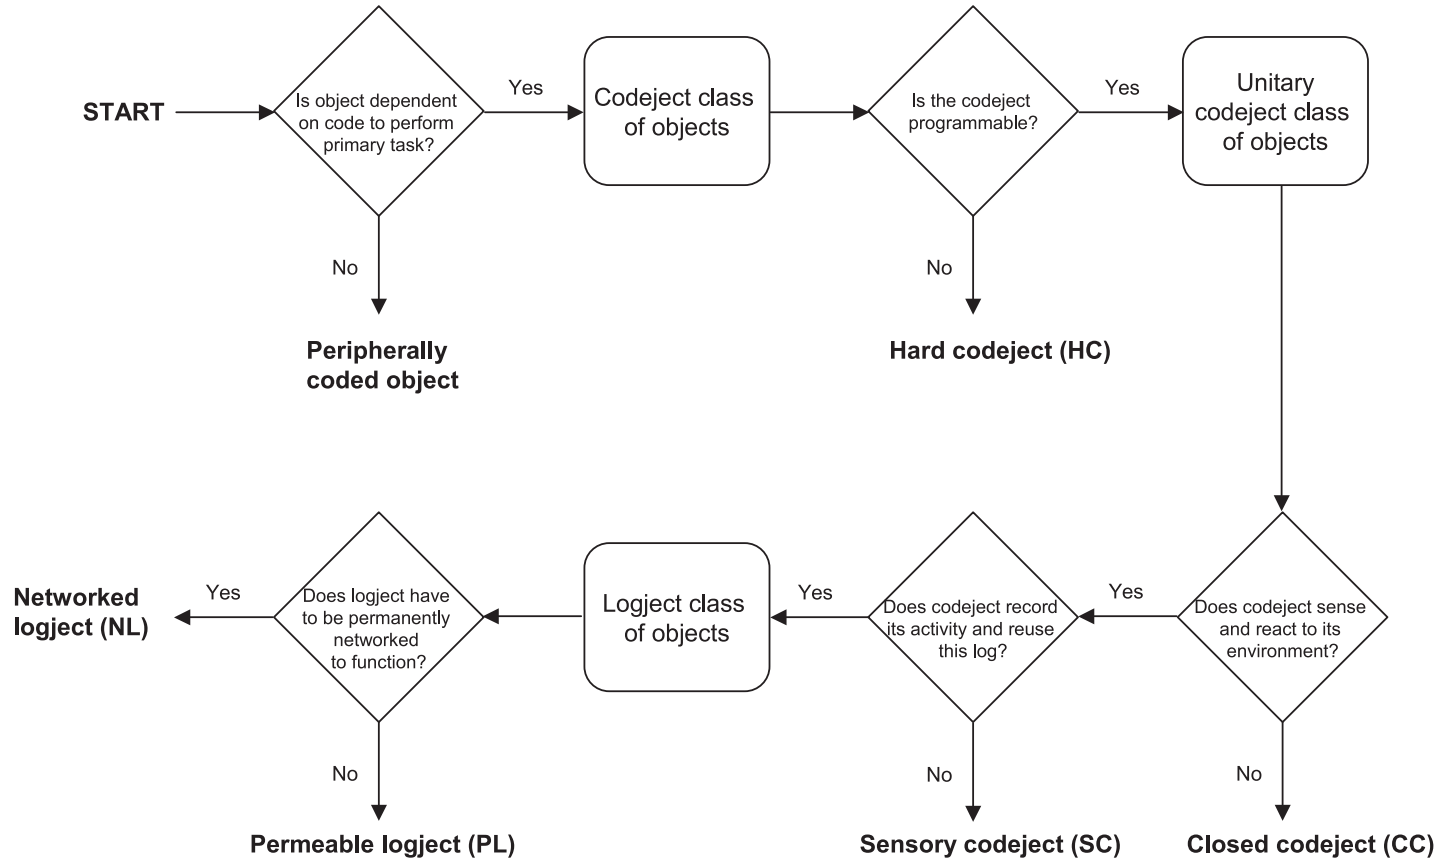 START
Is object dependent
on code to perform
primary task?
Yes
Codeject class
of objects
Is the codeject
programmable?
Yes
Unitary
codeject class
of objects
No
Peripherally
coded object
No
Hard codeject (HC)
Networked
logject (NL)
Yes
Does logject have
to be permanently
networked
to function?
Logject class
of objects
Yes
Does codeject record
its activity and reuse
this log?
Yes
Does codeject sense
and react to its
environment?
No
Permeable logject (PL)
No
Sensory codeject (SC)
No
Closed codeject (CC)